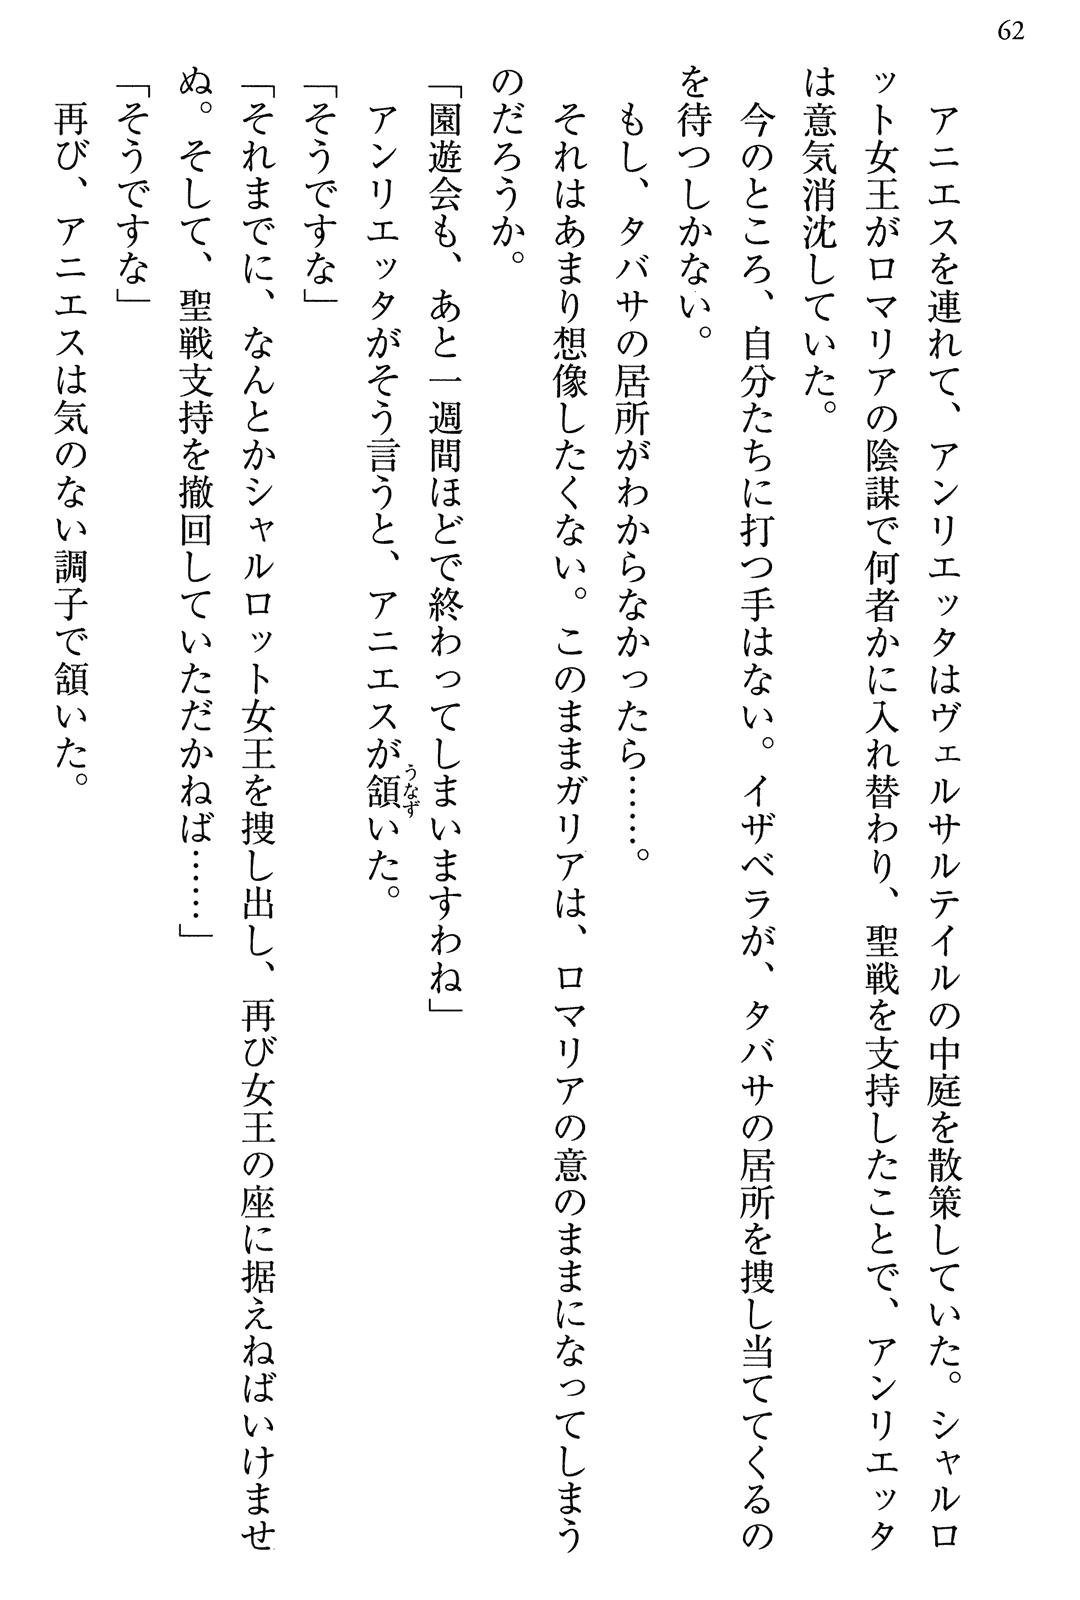 62
アニエスを連れて、アンリエッタはヴェルサルテイルの中庭を散策していた。シャルロ
ット女王がロマリアの陰謀で何者かに入れ替わり、聖戦を支持したことで、アンリエッタ
は意気消沈していた。
今のところ、自分たちに打つ手はない。イザベラが、タバサの居所を捜し当ててくるの
を待つしかない。
もし、タバサの居所がわからなかったら……。
それはあまり想像したくない。このままガリアは、ロマリアの意のままになってしまう
のだろうか。
「園遊会も、あと一週間ほどで終わってしまいますわね」
アンリエッタがそう言うと、アニエスが頷いた。
うなず
「そうですな」
「それまでに、なんとかシャルロット女王を捜し出し、再び女王の座に据えねばいけませ
ぬ。そして、聖戦支持を撤回していただかねば……」
「そうですな」
再び、アニエスは気のない調子で頷いた。